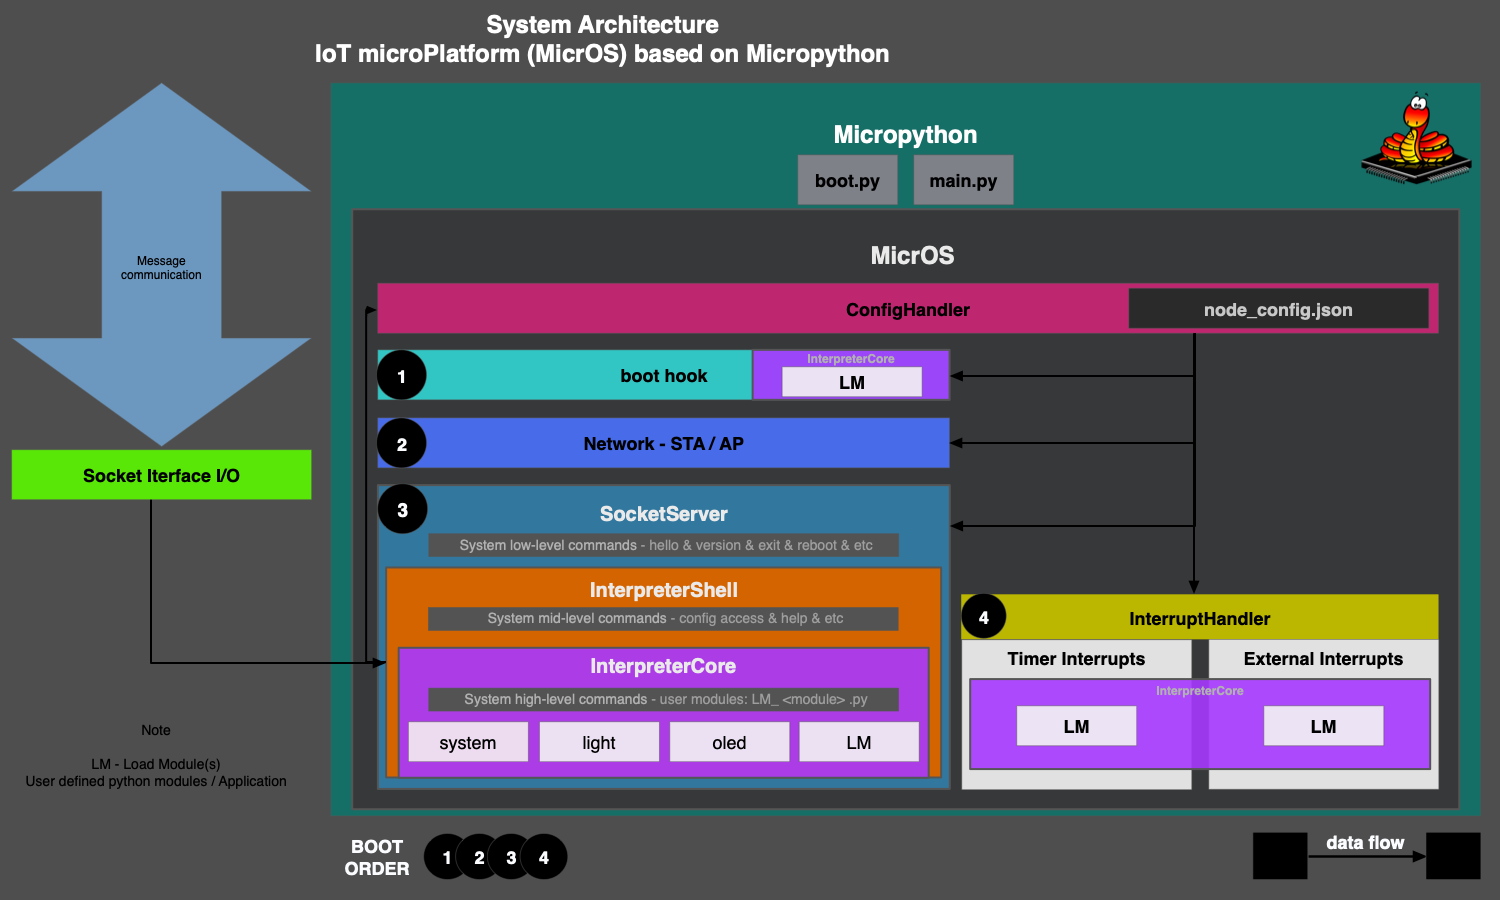 System Architecture
IoT microPlatform (MicrOS) based on Micropython
Message
communication
Socket Iterface I/O
Note
LM - Load Module(s)
User defined python modules / Application
Micropython
boot.py
main.py
MicrOS
ConfigHandler
node_config.json
1
boot hook
InterpreterCore
LM
2
Network - STA / AP
3
SocketServer
System low-level commands - hello & version & exit & reboot & etc
InterpreterShell
System mid-level commands - config access & help & etc
InterpreterCore
System high-level commands - user modules: LM_ <module> .py
system
light
oled
LM
4
InterruptHandler
Timer Interrupts
External Interrupts
InterpreterCore
LM
LM
BOOT
ORDER
1 2 3 4
data flow